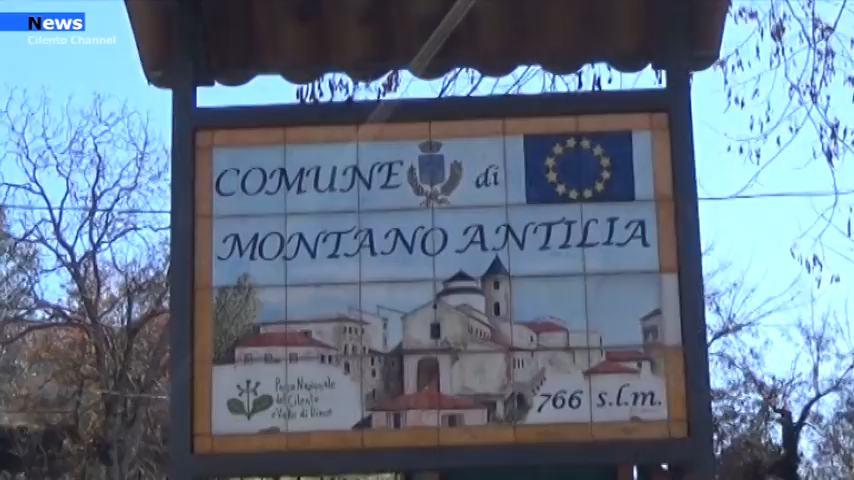 News
Cilento Channel
COMUNE di
MONTANO ANTILIA
Parco Nazionale
del Cilento
e Vallo di Diano
766 s.l.m.